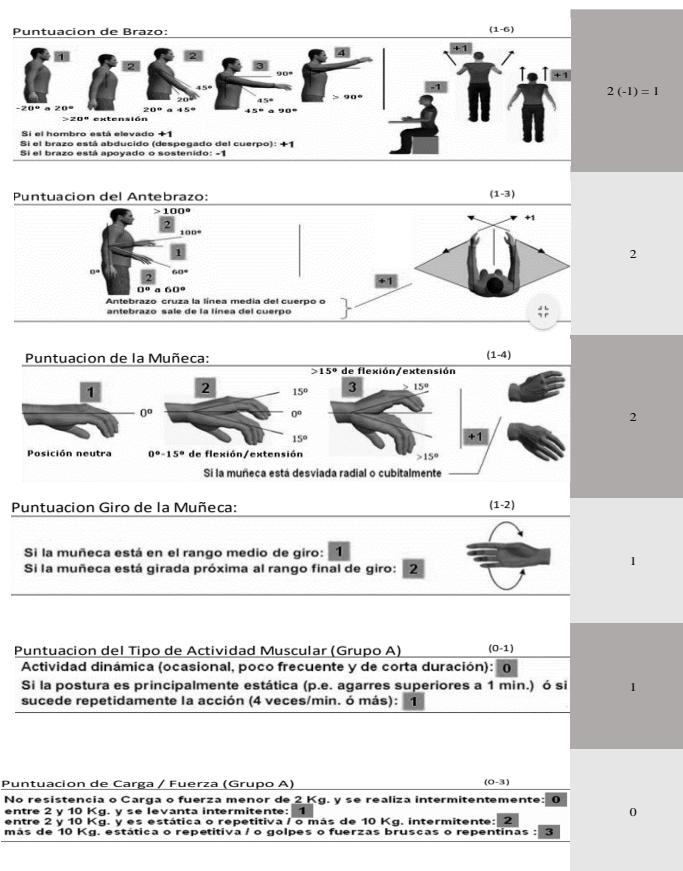 Puntuacion de Brazo: (1-6)
1 2 2 3 4 +1
90º
-1 +1
45º
20º 45º
-20º a 20º 20º a 45º 45º a 90º > 90º
>20º extensión
Si el hombro está elevado +1
Si el brazo está abducido (despegado del cuerpo): +1
Si el brazo está apoyado o sostenido: -1
2 (-1) = 1
Puntuacion del Antebrazo: (1-3)
>100º
2
100º
+1
1
0º 60º
2
0º a 60º
+1
Antebrazo cruza la línea media del cuerpo o
antebrazo sale de la línea del cuerpo
2
Puntuacion de la Muñeca: (1-4)
>15º de flexión/extensión
1 2 3
15º > 15º
0º 0º
15º +1
>15º
Posición neutra 0º-15º de flexión/extensión
Si la muñeca está desviada radial o cubitalmente
2
Puntuacion Giro de la Muñeca: (1-2)
Si la muñeca está en el rango medio de giro: 1
Si la muñeca está girada próxima al rango final de giro: 2
1
Puntuacion del Tipo de Actividad Muscular (Grupo A) (0-1)
Actividad dinámica (ocasional, poco frecuente y de corta duración): 0
Si la postura es principalmente estática (p.e. agarres superiores a 1 min.) ó si
sucede repetidamente la acción (4 veces/min. ó más): 1
1
Puntuacion de Carga / Fuerza (Grupo A) (0-3)
No resistencia o Carga o fuerza menor de 2 Kg. y se realiza intermitentemente: 0
entre 2 y 10 Kg. y se levanta intermitente: 1
entre 2 y 10 Kg. y es estática o repetitiva / o más de 10 Kg. intermitente: 2
más de 10 Kg. estática o repetitiva / o golpes o fuerzas bruscas o repentinas : 3
0